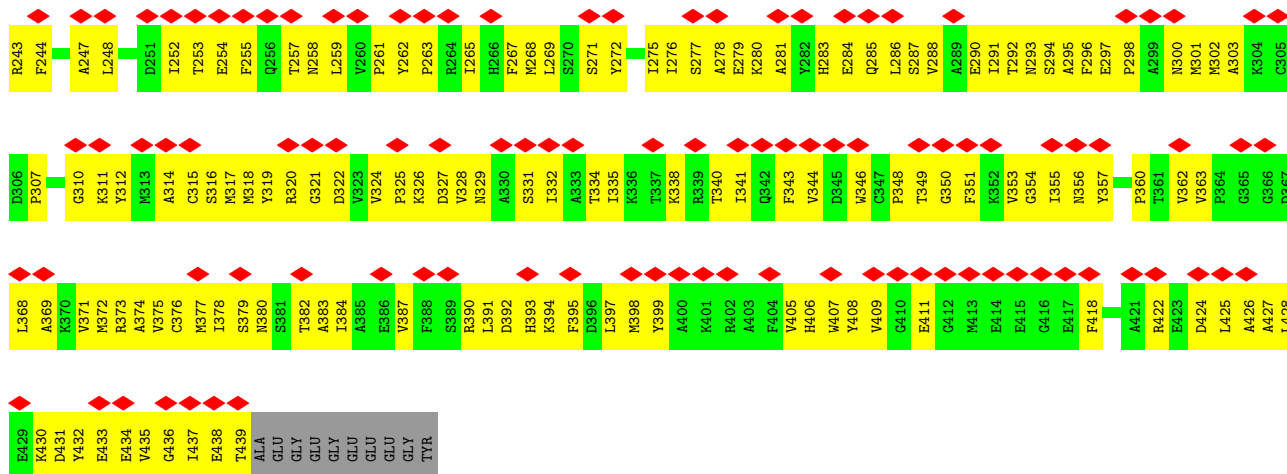 R243 F244 A247 L248 D251 I252 T253 E254 F255 Q256 T257 N258 L259 V260 P261 Y262 P263 R264 I265 H266 F267 M268 L269 S270 S271 Y272 I275 I276 S277 A278 E279 K280 A281 Y282 H283 E284 Q285 L286 S287 V288 A289 E290 I291 T292 N293 S294 A295 F296 E297 P298 A299 N300 M301 M302 A303 K304 C305
D306 P307 G310 K311 Y312 M313 A314 C315 S316 M317 M318 Y319 R320 G321 D322 V323 V324 P325 K326 D327 V328 N329 A330 S331 I332 A333 T334 I335 K336 T337 K338 R339 T340 I341 Q342 F343 V344 D345 W346 C347 P348 T349 G350 F351 K352 V353 G354 I355 N356 Y357 P360 T361 V362 V363 P364 G365 G366 D367
L368 A369 K370 V371 M372 R373 A374 V375 C376 M377 I378 S379 N380 S381 T382 A383 I384 A385 E386 V387 F388 S389 R390 L391 D392 H393 K394 F395 D396 L397 M398 Y399 A400 K401 R402 A403 F404 V405 H406 W407 Y408 V409 G410 E411 G412 M413 E414 E415 G416 E417 F418 A421 R422 E423 D424 L425 A426 A427 L428
E429 K430 D431 Y432 E433 E434 V435 G436 I437 E438 T439 ALA GLU GLY GLU GLY GLU GLU GLU GLY TYR